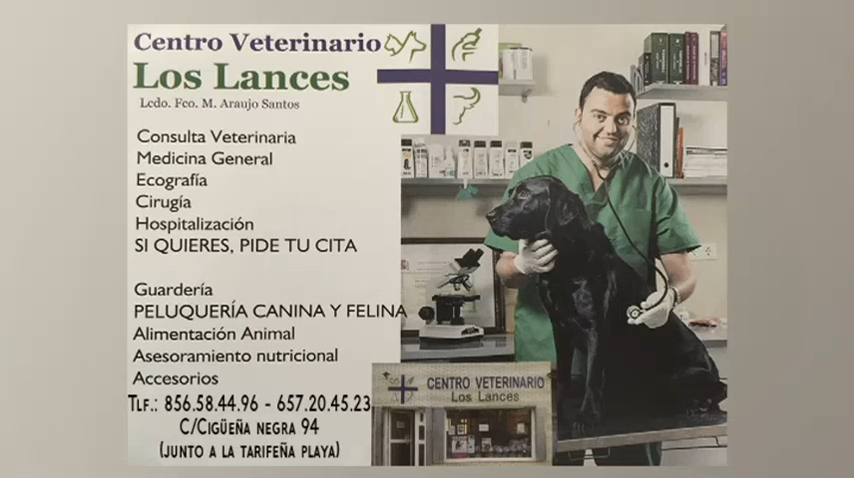 Centro Veterinario
Los Lances
Lcdo. Fco. M. Araujo Santos
Consulta Veterinaria
Medicina General
Ecografía
Cirugía
Hospitalización
SI QUIERES, PIDE TU CITA
Guardería
PELUQUERÍA CANINA Y FELINA
Alimentación Animal
Asesoramiento nutricional
Accesorios
TLF.: 856.58.44.96 - 657.20.45.23
C/CIGÜEÑA NEGRA 94
(JUNTO A LA TARIFEÑA PLAYA)
CENTRO VETERINARIO
Los Lances